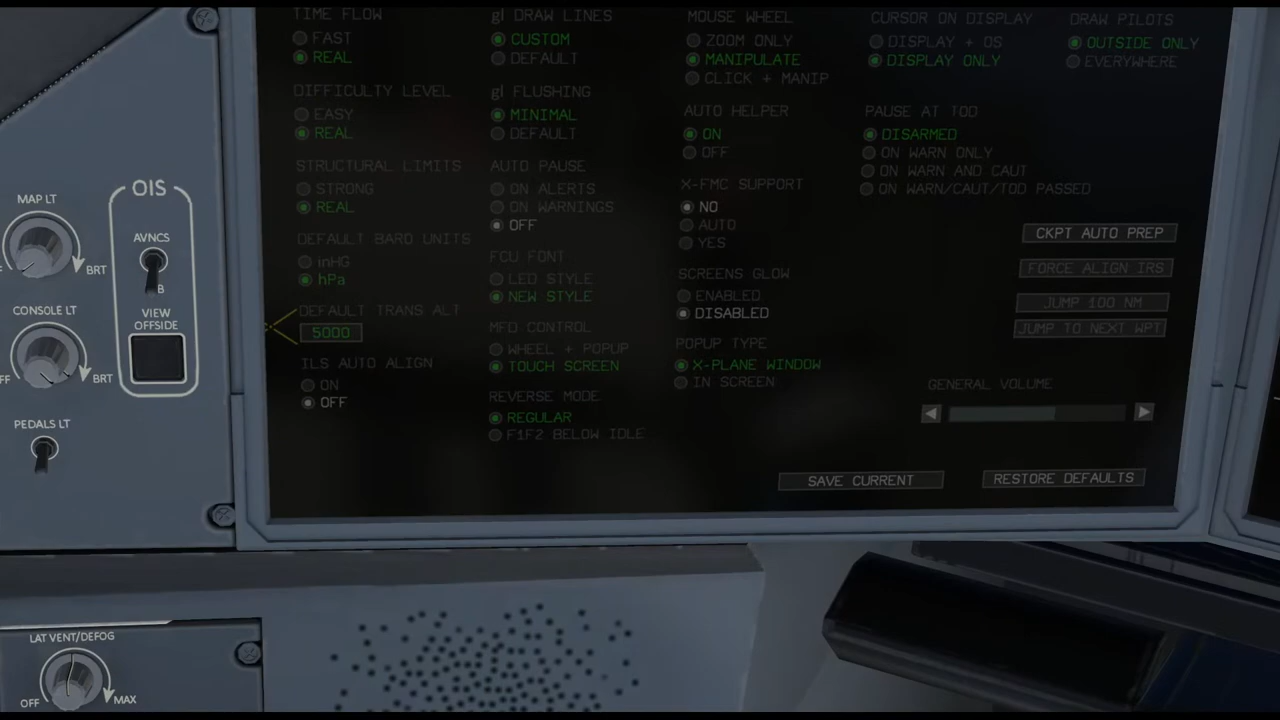 MAP LT
F
BRT
OIS
AVNCS
B
CONSOLE LT
VIEW
OFFSIDE
FF
BRT
PEDALS LT
TIME FLOW
FAST
REAL
DIFFICULTY LEVEL
EASY
REAL
STRUCTURAL LIMITS
STRONG
REAL
DEFAULT BARO UNITS
inHG
hPa
DEFAULT TRANS ALT
5000
ILS AUTO ALIGN
ON
OFF
gl DRAW LINES
CUSTOM
DEFAULT
gl FLUSHING
MINIMAL
DEFAULT
AUTO PAUSE
ON ALERTS
ON WARNINGS
OFF
FCU FONT
LED STYLE
NEW STYLE
MFD CONTROL
WHEEL + POPUP
TOUCH SCREEN
REVERSE MODE
REGULAR
F1F2 BELOW IDLE
MOUSE WHEEL
ZOOM ONLY
MANIPULATE
CLICK + MANIP
AUTO HELPER
ON
OFF
X-FMC SUPPORT
NO
AUTO
YES
SCREENS GLOW
ENABLED
DISABLED
POPUP TYPE
X-PLANE WINDOW
IN SCREEN
CURSOR ON DISPLAY
DISPLAY + OS
DISPLAY ONLY
DRAW PILOTS
OUTSIDE ONLY
EVERYWHERE
PAUSE AT TOD
DISARMED
ON WARN ONLY
ON WARN AND CAUT
ON WARN/CAUT/TOD PASSED
CKPT AUTO PREP
FORCE ALIGN IRS
JUMP 100 NM
JUMP TO NEXT WPT
GENERAL VOLUME
SAVE CURRENT
RESTORE DEFAULTS
LAT VENT/DEFOG
OFF
MAX